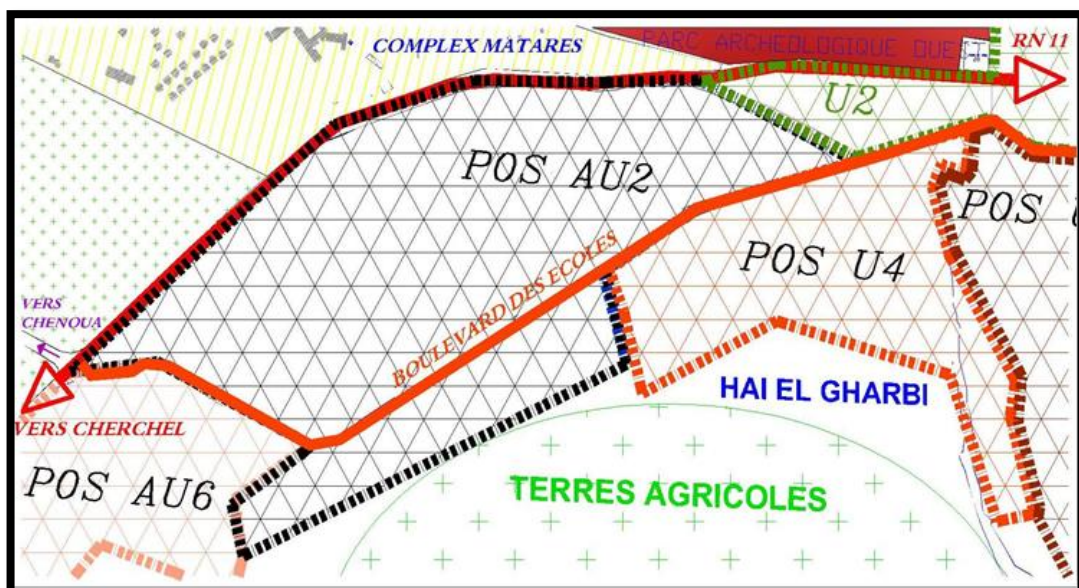 COMPLEX MATARES
PARC ARCHEOLOGIQUE OUEST
RN 11
U2
POS AU2
POS U
POS U4
BOULEVARD DES ECOLES
VERS
CHENOUA
HAI EL GHARBI
VERS CHERCHEL
POS AU6
TERRES AGRICOLES